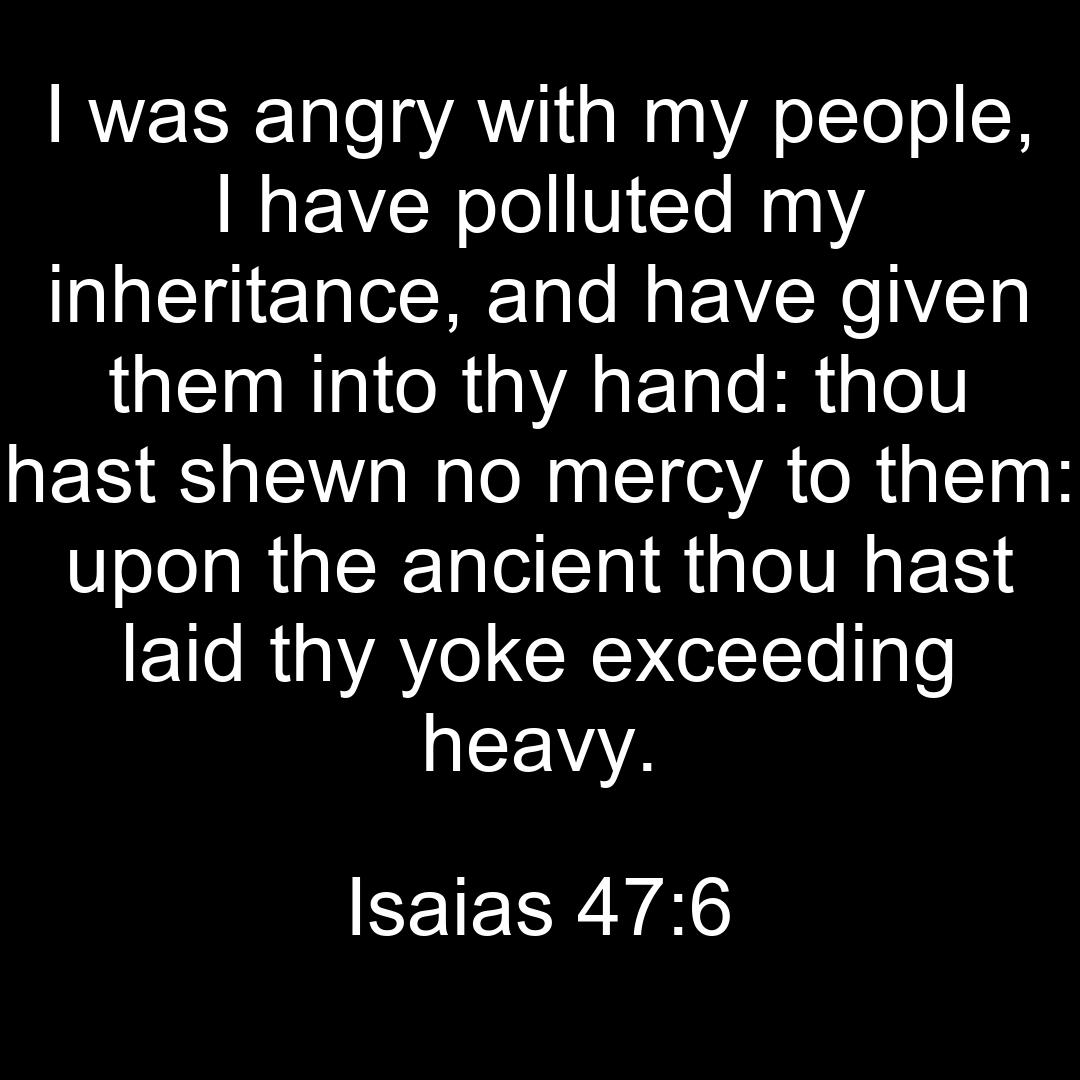 I was angry with my people,
I have polluted my
inheritance, and have given
them into thy hand: thou
hast shewn no mercy to them:
upon the ancient thou hast
laid thy yoke exceeding
heavy.
Isaias 47:6